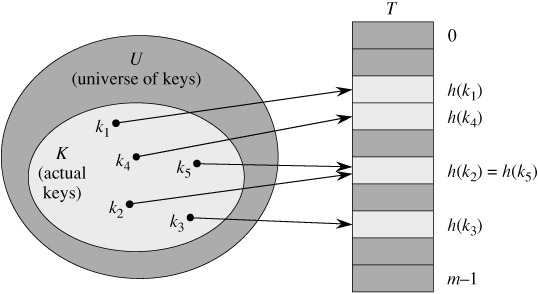 T
U
(universe of keys)
K
(actual
keys)
k1
k4
k5
k2
k3
0
h(k1)
h(k4)
h(k2) = h(k5)
h(k3)
m–1